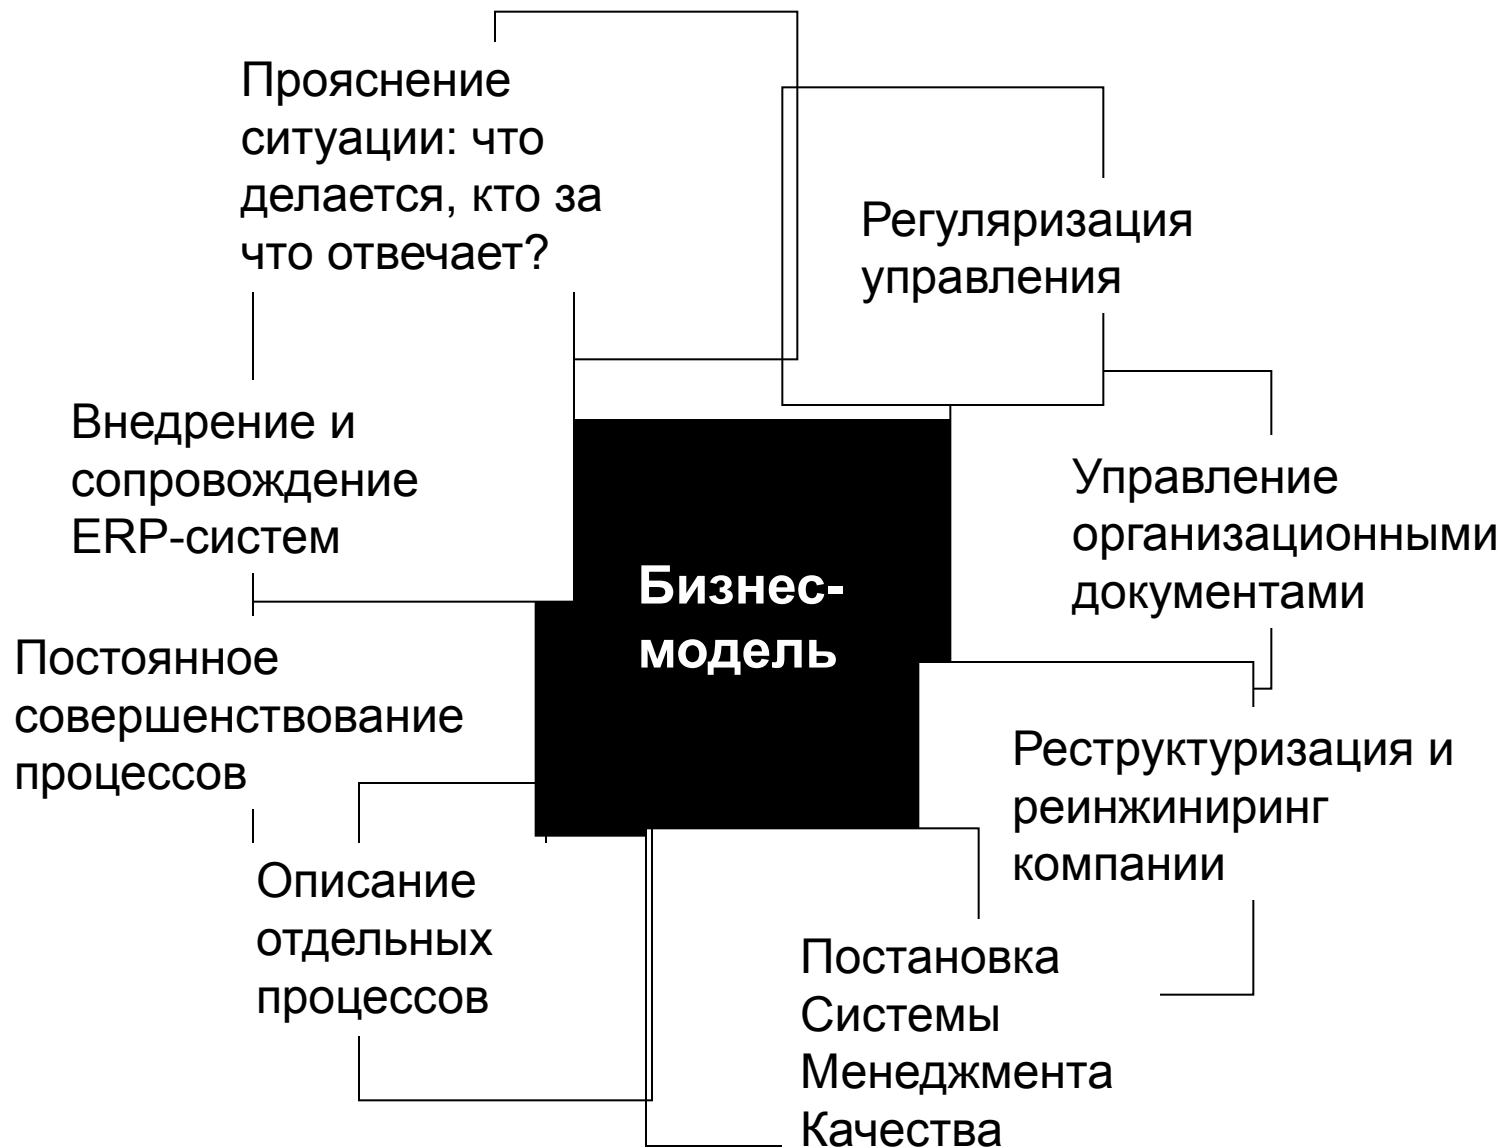 Прояснение
ситуации: что
делается, кто за
что отвечает?
Регуляризация
управления
Внедрение и
сопровождение
ERP-систем
Управление
организационными
документами
Бизнес-
модель
Постоянное
совершенствование
процессов
Реструктуризация и
реинжиниринг
компании
Описание
отдельных
процессов
Постановка
Системы
Менеджмента
Качества